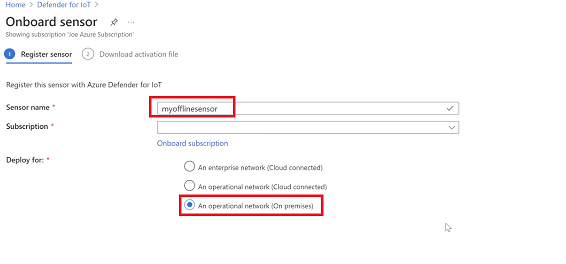 Home > Defender for IoT >
Onboard sensor
Showing subscription 'Joe Azure Subscription'
1 Register sensor 2 Download activation file
Register this sensor with Azure Defender for IoT
Sensor name * myofflinesensor
Subscription *
Onboard subscription
Deploy for: *
An enterprise network (Cloud connected)
An operational network (Cloud connected)
An operational network (On premises)